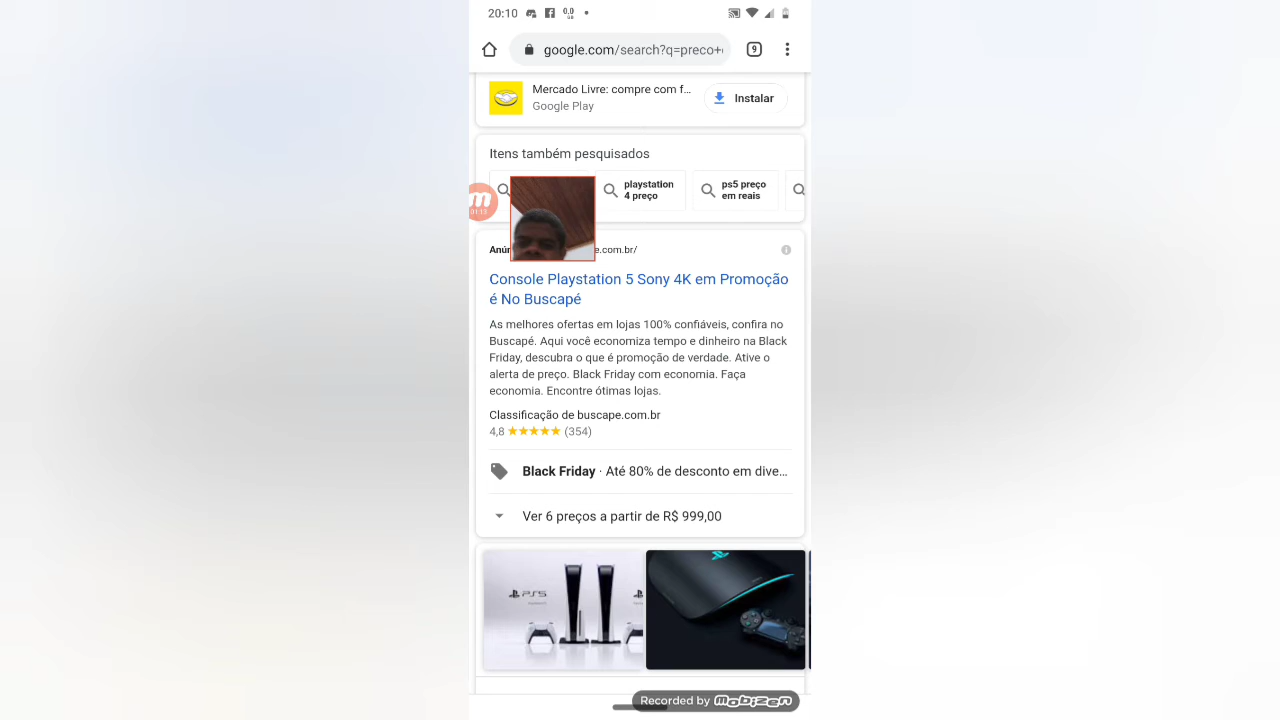 20:10
0.0
google.com/search?q=preco+
9
Mercado Livre: compre com f...
Google Play
Instalar
Itens também pesquisados
playstation
4 preço
ps5 preço
em reais
01:13
e.com.br/
Console Playstation 5 Sony 4K em Promoção
é No Buscapé
As melhores ofertas em lojas 100% confiáveis, confira no
Buscapé. Aqui você economiza tempo e dinheiro na Black
Friday, descubra o que é promoção de verdade. Ative o
alerta de preço. Black Friday com economia. Faça
economia. Encontre ótimas lojas.
Classificação de buscape.com.br
4,8 ★★★★★ (354)
Black Friday · Até 80% de desconto em dive...
Ver 6 preços a partir de R$ 999,00
PS5
Recorded by mobizen